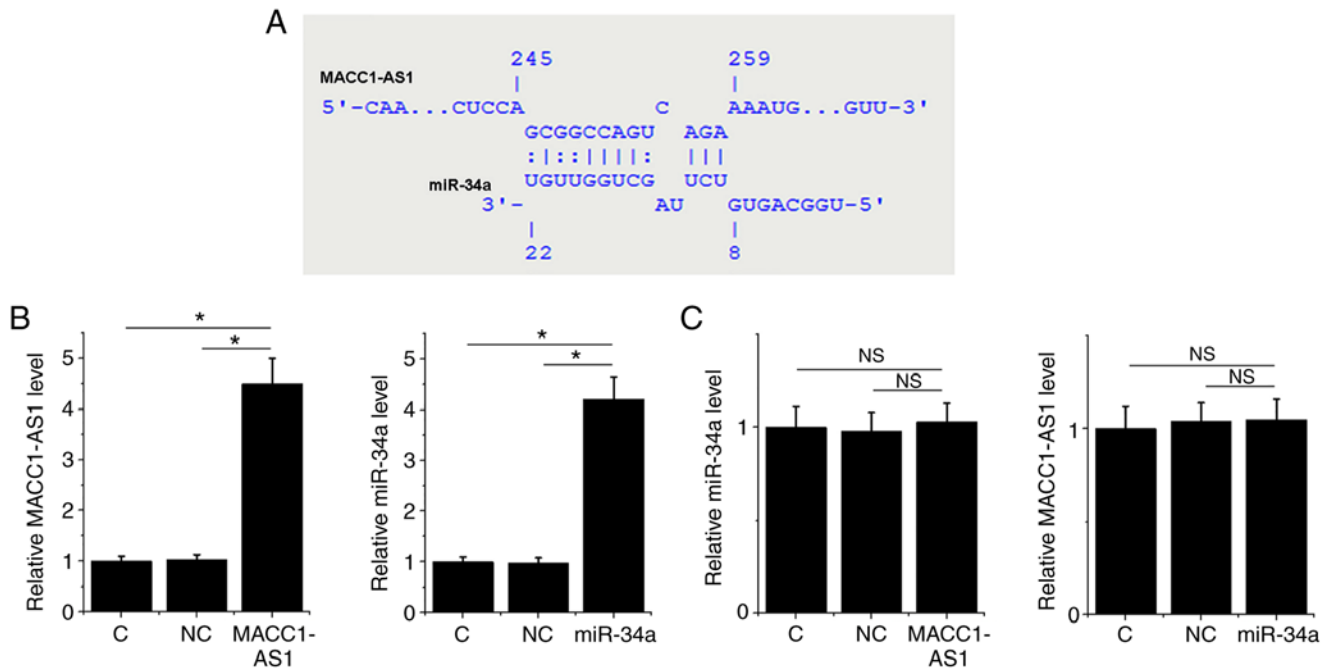 A
245 259
MACC1-AS1
| |
5'-CAA...CUCCA C AAAUG...GUU-3'
GCGGCCAGU AGA
:|::||||: |||
miR-34a UGUUGGUCG UCU
3'- AU GUGACGGU-5'
| |
22 8
B
Relative MACC1-AS1 level
5
4
3
2
1
0
*
*
C NC MACC1-
AS1
Relative miR-34a level
5
4
3
2
1
0
*
*
C NC miR-34a
C
Relative miR-34a level
1
0
NS
NS
C NC MACC1-
AS1
Relative MACC1-AS1 level
1
0
NS
NS
C NC miR-34a